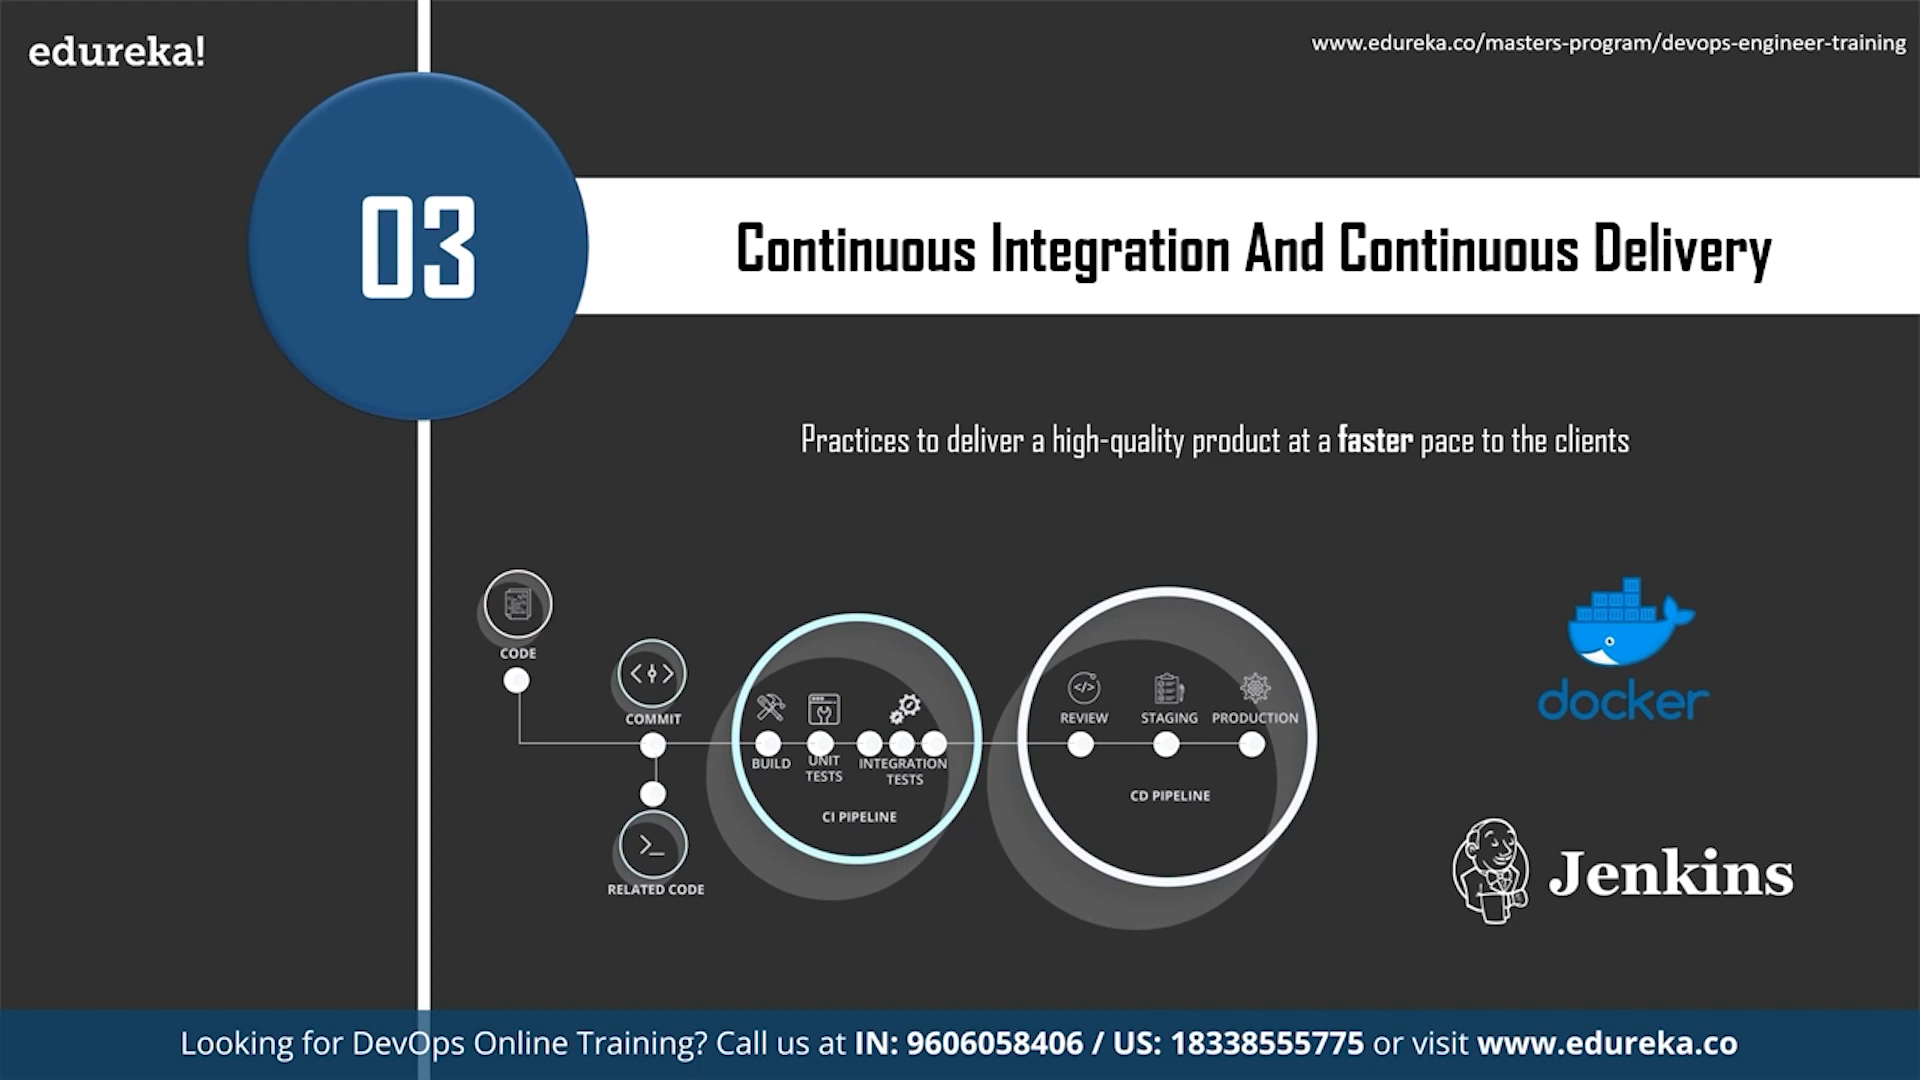 edureka!
www.edureka.co/masters-program/devops-engineer-training
03
Continuous Integration And Continuous Delivery
Practices to deliver a high-quality product at a faster pace to the clients
CODE
COMMIT
RELATED CODE
BUILD
UNIT
TESTS
INTEGRATION
TESTS
CI PIPELINE
REVIEW
STAGING
PRODUCTION
CD PIPELINE
docker
Jenkins
Looking for DevOps Online Training? Call us at IN: 9606058406 / US: 18338555775 or visit www.edureka.co